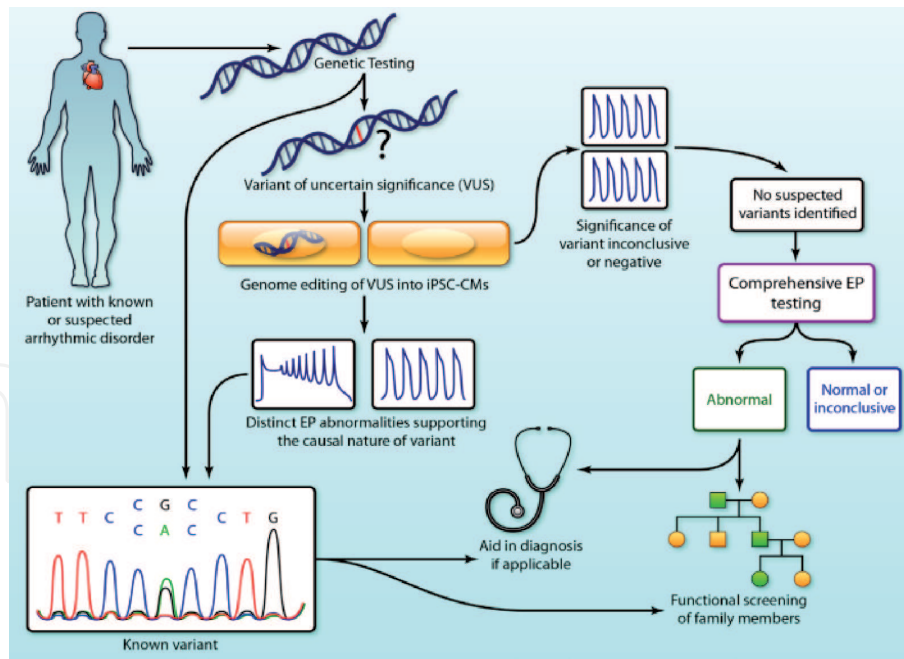 Genetic Testing
?
Variant of uncertain significance (VUS)
Genome editing of VUS into iPSC-CMs
Patient with known
or suspected
arrhythmic disorder
Significance of
variant inconclusive
or negative
No suspected
variants identified
Comprehensive EP
testing
Abnormal
Normal or
inconclusive
Distinct EP abnormalities supporting
the causal nature of variant
C G C
T T C C T G
C A C
Known variant
Aid in diagnosis
if applicable
Functional screening
of family members